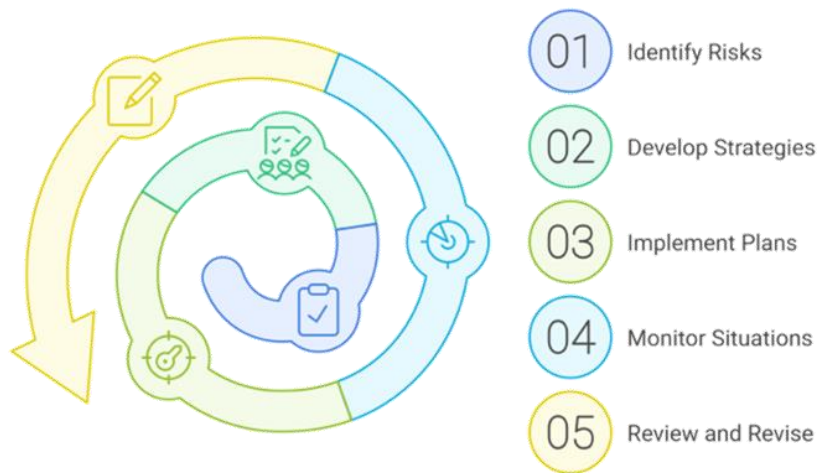 01 Identify Risks
02 Develop Strategies
03 Implement Plans
04 Monitor Situations
05 Review and Revise